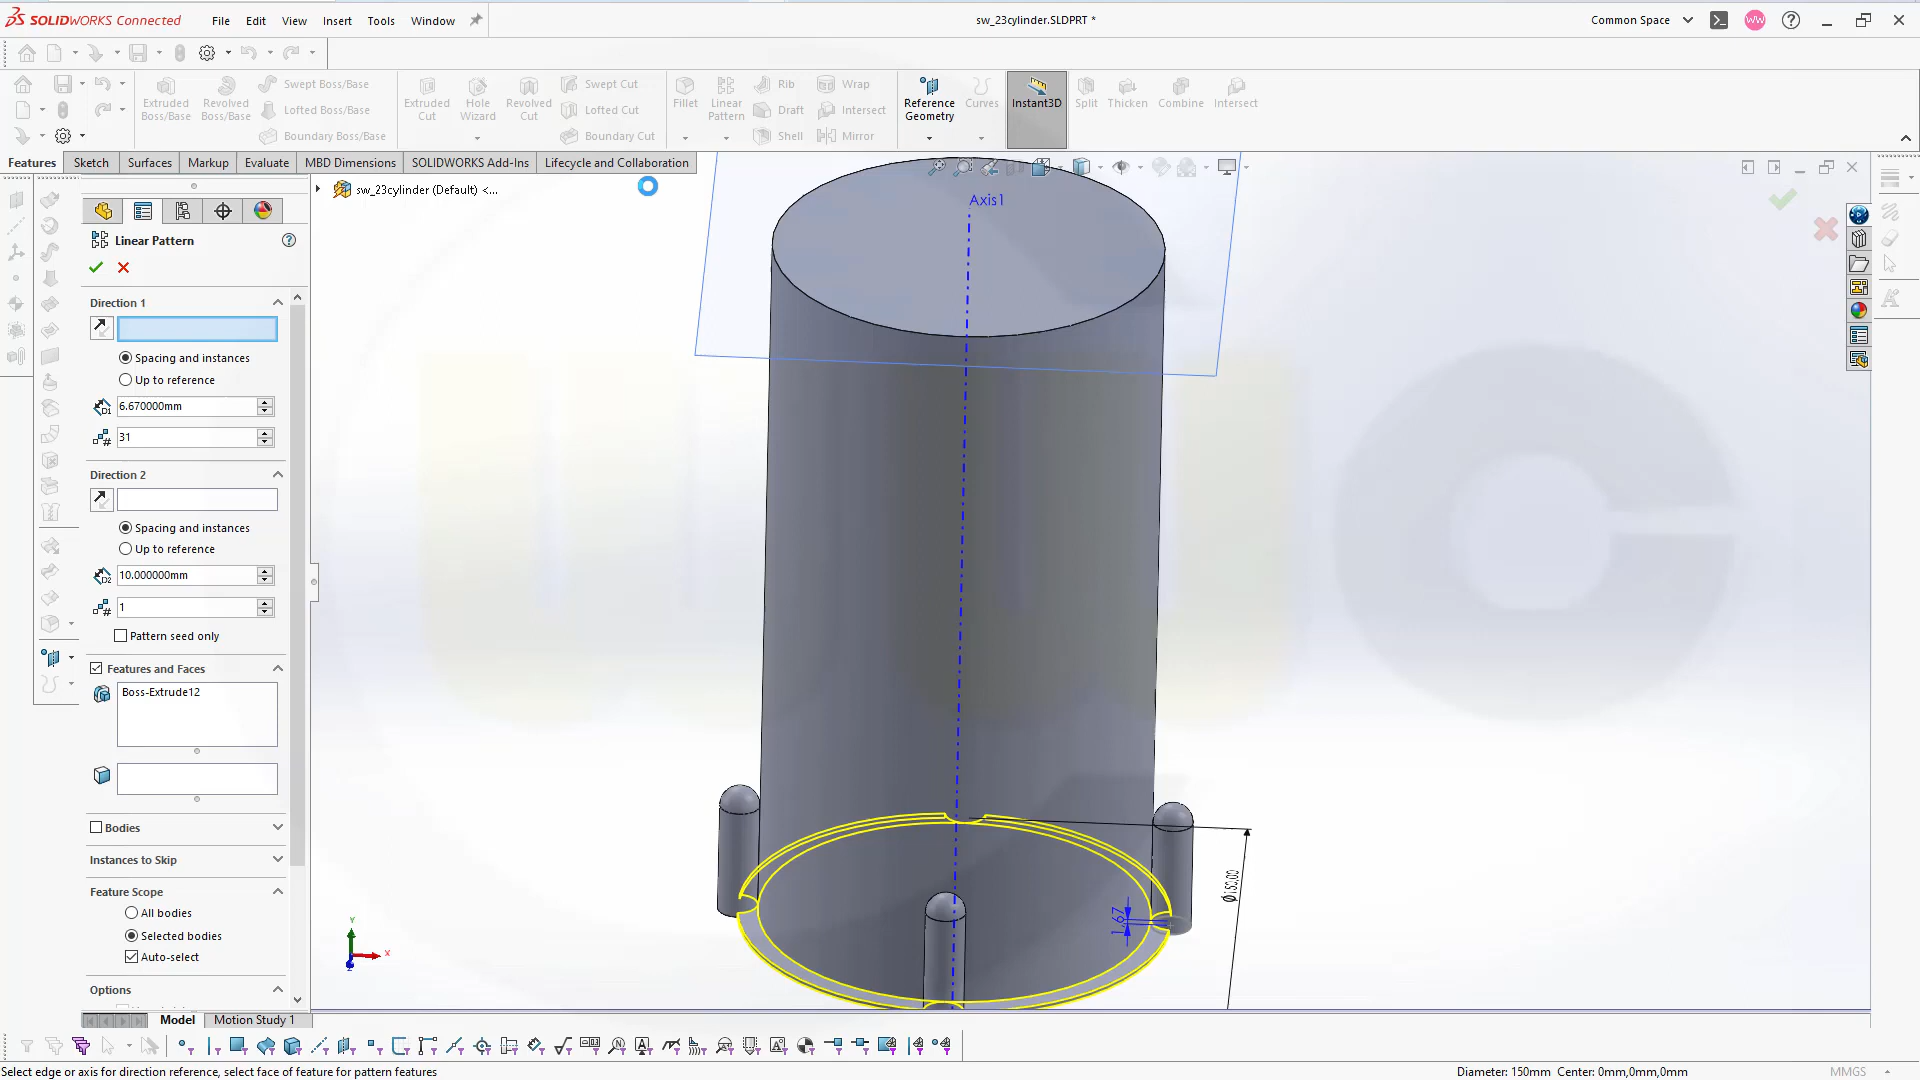 SOLIDWORKS Connected
File Edit View Insert Tools Window
sw_23cylinder.SLDPRT *
Common Space
WW
Extruded Boss/Base
Revolved Boss/Base
Swept Boss/Base
Lofted Boss/Base
Boundary Boss/Base
Extruded Cut
Hole Wizard
Revolved Cut
Swept Cut
Lofted Cut
Boundary Cut
Fillet
Linear Pattern
Rib
Draft
Shell
Wrap
Intersect
Mirror
Reference Geometry
Curves
Instant3D
Split
Thicken
Combine
Intersect
Features Sketch Surfaces Markup Evaluate MBD Dimensions SOLIDWORKS Add-Ins Lifecycle and Collaboration
sw_23cylinder (Default) <...
Linear Pattern
Direction 1
Spacing and instances
Up to reference
D1 6.670000mm
# 31
Direction 2
Spacing and instances
Up to reference
D2 10.000000mm
# 1
Pattern seed only
Features and Faces
Boss-Extrude12
Bodies
Instances to Skip
Feature Scope
All bodies
Selected bodies
Auto-select
Options
Axis1
1,67
Y
X
Z
Model Motion Study 1
Select edge or axis for direction reference, select face of feature for pattern features
Diameter: 150mm Center: 0mm,0mm,0mm
MMGS